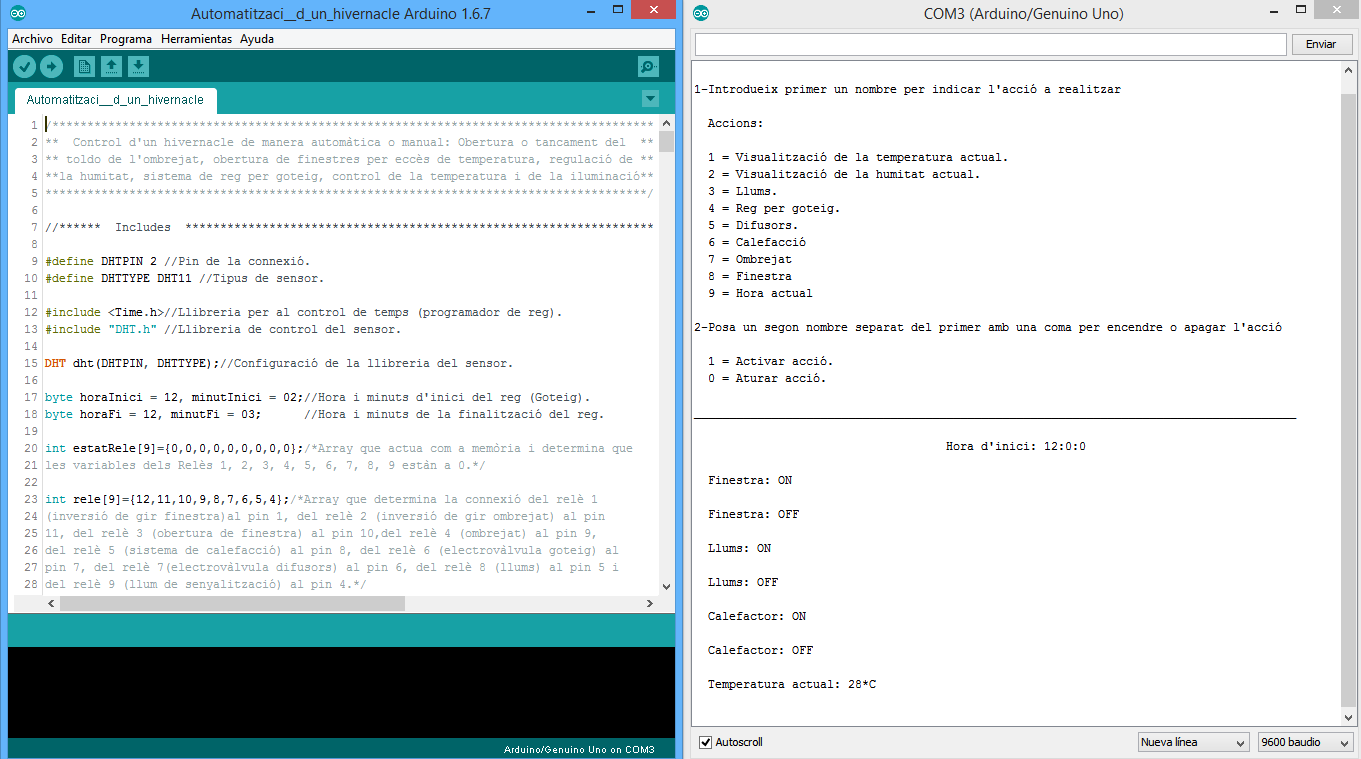 Automatitzaci__d_un_hivernacle Arduino 1.6.7
Archivo Editar Programa Herramientas Ayuda
Automatitzaci__d_un_hivernacle
1 /**************************************************************************************
2 ** Control d'un hivernacle de manera automàtica o manual: Obertura o tancament del **
3 ** toldo de l'ombrejat, obertura de finestres per eccès de temperatura, regulació de **
4 **la humitat, sistema de reg per goteig, control de la temperatura i de la iluminació**
5 **************************************************************************************/
6
7 //****** Includes *******************************************************************
8
9 #define DHTPIN 2 //Pin de la connexió.
10 #define DHTTYPE DHT11 //Tipus de sensor.
11
12 #include <Time.h>//Llibreria per al control de temps (programador de reg).
13 #include "DHT.h" //Llibreria de control del sensor.
14
15 DHT dht(DHTPIN, DHTTYPE);//Configuració de la llibreria del sensor.
16
17 byte horaInici = 12, minutInici = 02;//Hora i minuts d'inici del reg (Goteig).
18 byte horaFi = 12, minutFi = 03; //Hora i minuts de la finalització del reg.
19
20 int estatRele[9]={0,0,0,0,0,0,0,0,0};/*Array que actua com a memòria i determina que
21 les variables dels Relès 1, 2, 3, 4, 5, 6, 7, 8, 9 estàn a 0.*/
22
23 int rele[9]={12,11,10,9,8,7,6,5,4};/*Array que determina la connexió del relè 1
24 (inversió de gir finestra)al pin 1, del relè 2 (inversió de gir ombrejat) al pin
25 11, del relè 3 (obertura de finestra) al pin 10,del relè 4 (ombrejat) al pin 9,
26 del relè 5 (sistema de calefacció) al pin 8, del relè 6 (electrovàlvula goteig) al
27 pin 7, del relè 7(electrovàlvula difusors) al pin 6, del relè 8 (llums) al pin 5 i
28 del relè 9 (llum de senyalització) al pin 4.*/
Arduino/Genuino Uno on COM3
COM3 (Arduino/Genuino Uno)
Enviar
1-Introdueix primer un nombre per indicar l'acció a realitzar
Accions:
1 = Visualització de la temperatura actual.
2 = Visualització de la humitat actual.
3 = Llums.
4 = Reg per goteig.
5 = Difusors.
6 = Calefacció
7 = Ombrejat
8 = Finestra
9 = Hora actual
2-Posa un segon nombre separat del primer amb una coma per encendre o apagar l'acció
1 = Activar acció.
0 = Aturar acció.
Hora d'inici: 12:0:0
Finestra: ON
Finestra: OFF
Llums: ON
Llums: OFF
Calefactor: ON
Calefactor: OFF
Temperatura actual: 28*C
Autoscroll
Nueva línea
9600 baudio